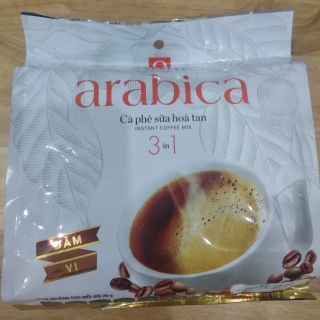 arabica
Cà phê sữa hoà tan
INSTANT COFFEE MIX
3 in 1
ĐẬM
VỊ